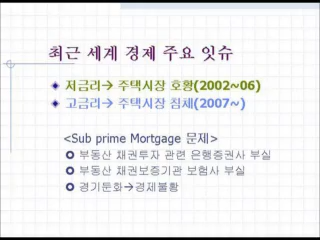 최근 세계 경제 주요 잇슈
저금리→ 주택시장 호황(2002~06)
고금리→ 주택시장 침체(2007~)
<Sub prime Mortgage 문제>
부동산 채권투자 관련 은행증권사 부실
부동산 채권보증기관 보험사 부실
경기둔화→경제불황